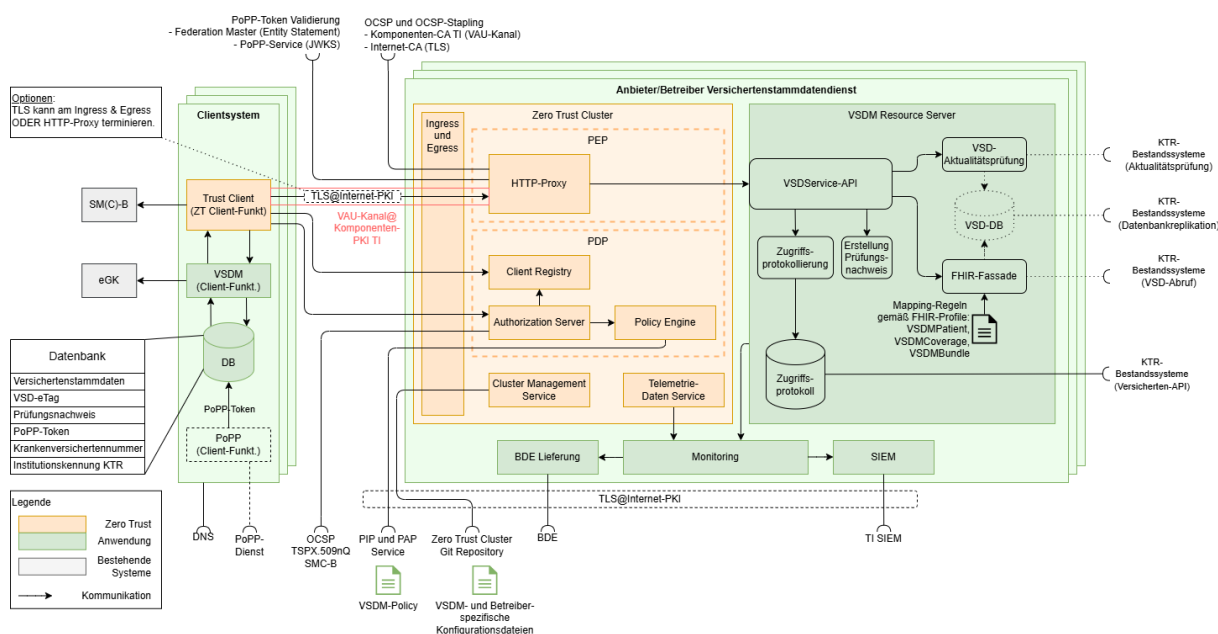 PoPP-Token Validierung
- Federation Master (Entity Statement)
- PoPP-Service (JWKS)
OCSP und OCSP-Stapling
- Komponenten-CA TI (VAU-Kanal)
- Internet-CA (TLS)
Optionen:
TLS kann am Ingress & Egress
ODER HTTP-Proxy terminieren.
Clientsystem
Anbieter/Betreiber Versichertenstammdatendienst
Ingress
und
Egress
Zero Trust Cluster
PEP
HTTP-Proxy
VSDM Resource Server
VSDService-API
VSD-
Aktualitätsprüfung
KTR-
Bestandssysteme
(Aktualitätsprüfung)
SM(C)-B
Trust Client
(ZT Client-Funkt)
TLS@Internet-PKI
VAU-Kanal@
Komponenten-
PKI TI
VSD-DB
KTR-
Bestandssysteme
(Datenbankreplikation)
PDP
Client Registry
Zugriffs-
protokollierung
Erstellung
Prüfungs-
nachweis
FHIR-Fassade
KTR-
Bestandssysteme
(VSD-Abruf)
eGK
VSDM
(Client-Funkt.)
Authorization Server
Policy Engine
Mapping-Regeln
gemäß FHIR-Profile:
VSDMPatient,
VSDMCoverage,
VSDMBundle
Datenbank
Versichertenstammdaten
VSD-eTag
Prüfungsnachweis
PoPP-Token
Krankenversichertennummer
Institutionskennung KTR
DB
PoPP-Token
PoPP
(Client-Funkt.)
Cluster Management
Service
Telemetrie-
Daten Service
Zugriffs-
protokoll
KTR-
Bestandssysteme
(Versicherten-API)
BDE Lieferung
Monitoring
SIEM
TLS@Internet-PKI
Legende
Zero Trust
Anwendung
Bestehende
Systeme
Kommunikation
DNS
PoPP-
Dienst
OCSP
TSPX.509nQ
SMC-B
PIP und PAP
Service
Zero Trust Cluster
Git Repository
BDE
TI SIEM
VSDM-Policy
VSDM- und Betreiber-
spezifische
Konfigurationsdateien